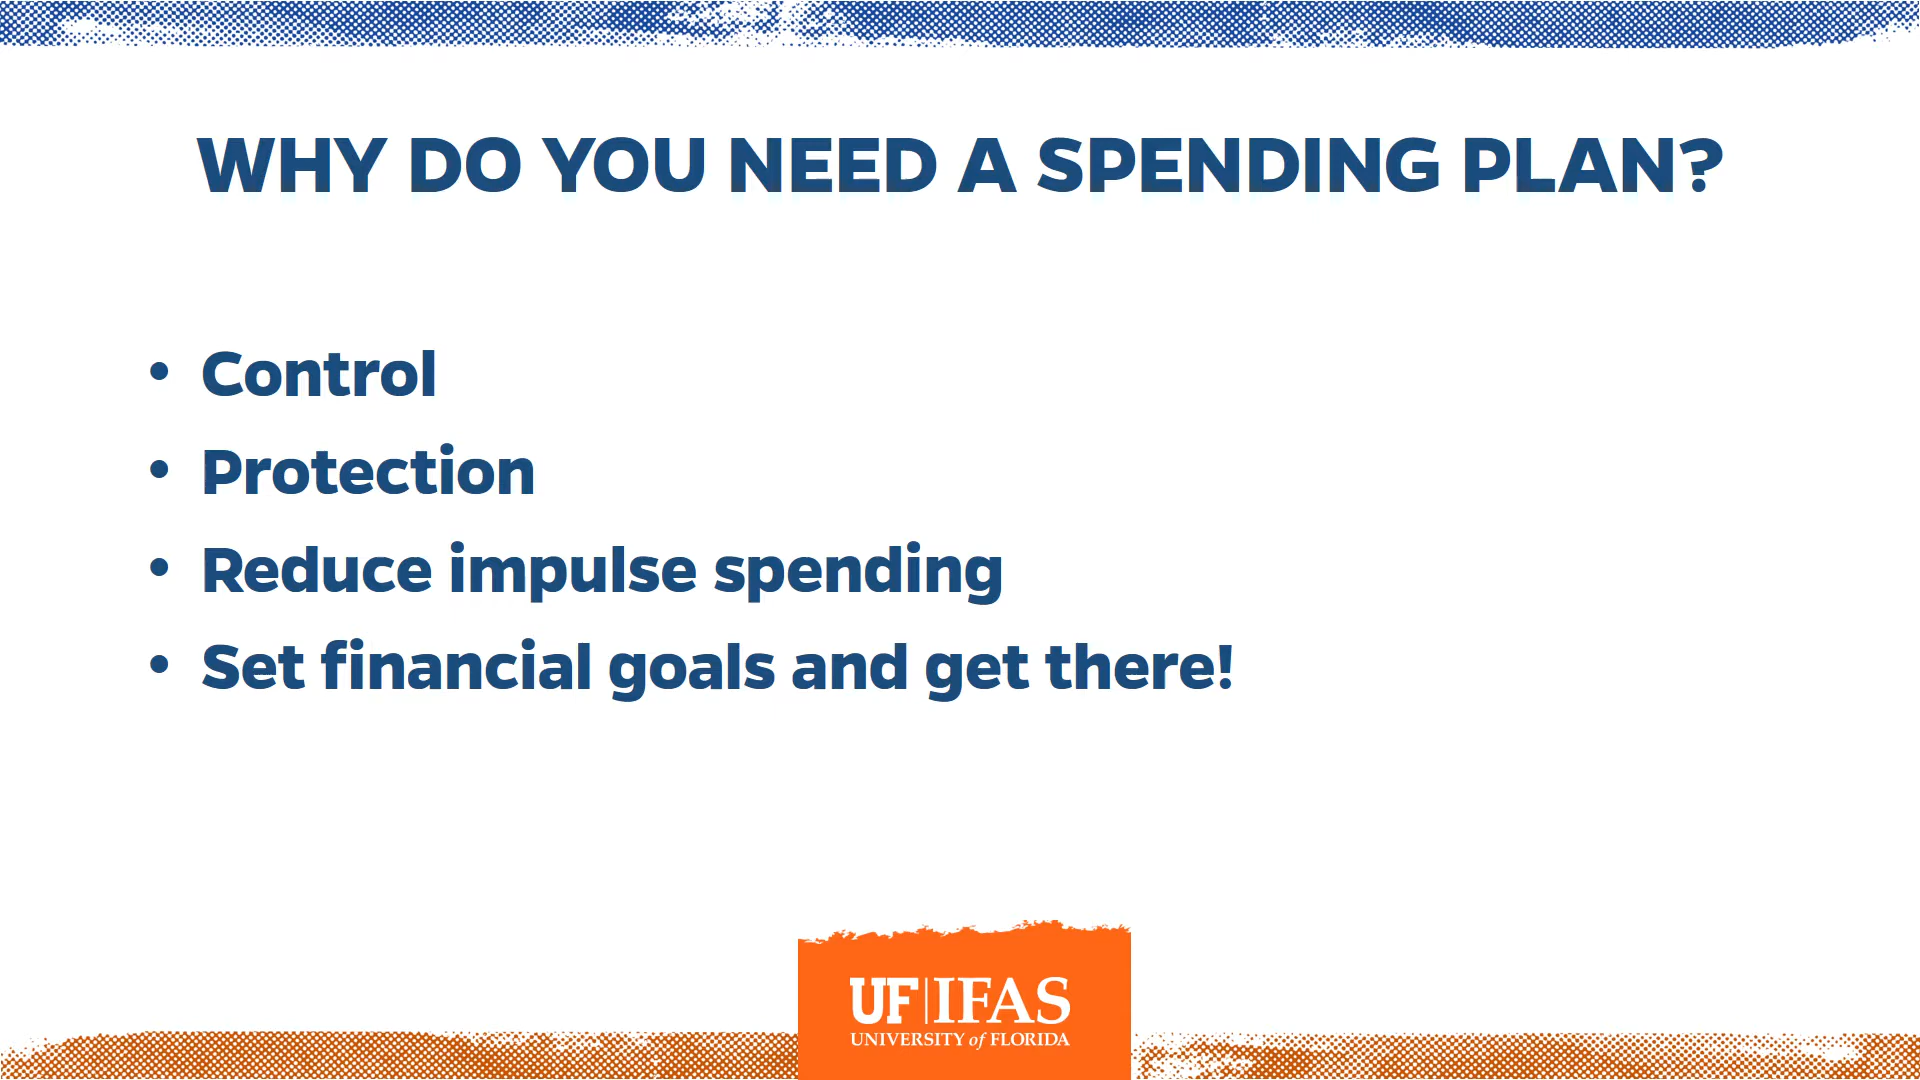 WHY DO YOU NEED A SPENDING PLAN?
• Control
• Protection
• Reduce impulse spending
• Set financial goals and get there!
UF|IFAS
UNIVERSITY of FLORIDA